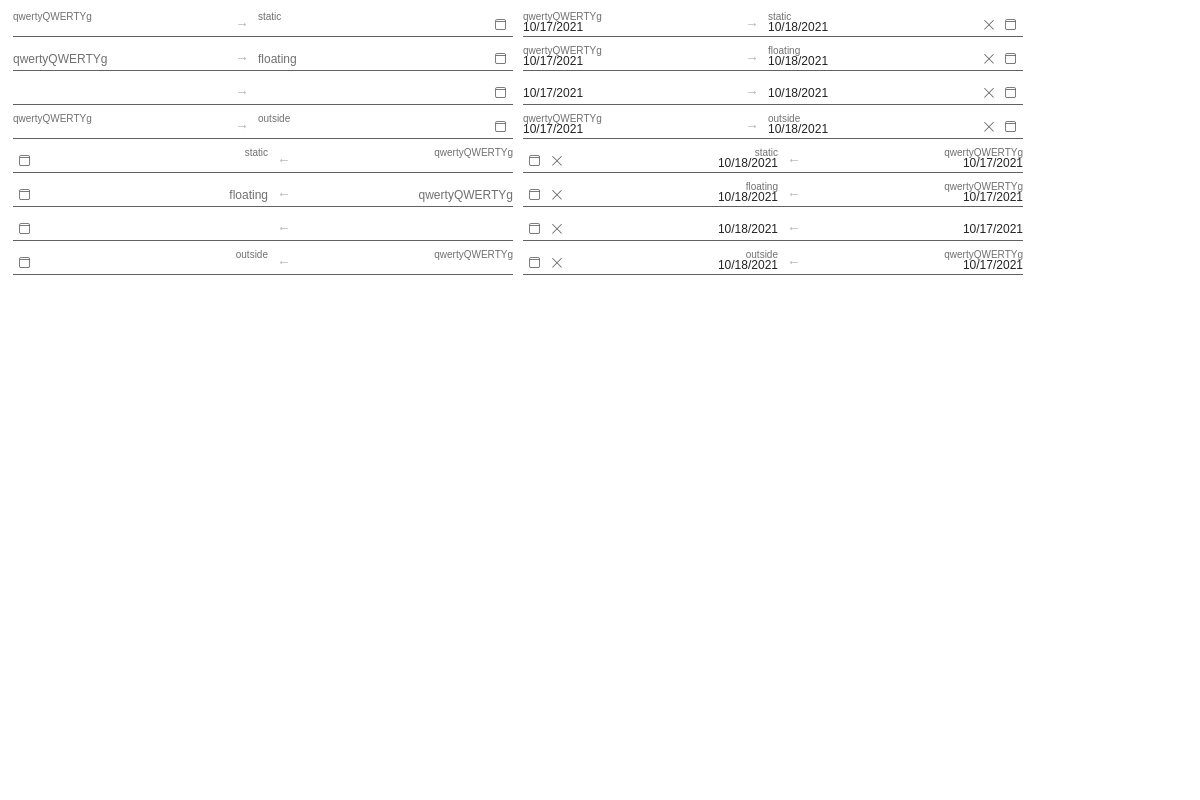 qwertyQWERTYg → static qwertyQWERTYg static
10/17/2021 → 10/18/2021
qwertyQWERTYg → floating qwertyQWERTYg floating
10/17/2021 → 10/18/2021
→ 10/17/2021 → 10/18/2021
qwertyQWERTYg → outside qwertyQWERTYg outside
10/17/2021 → 10/18/2021
static ← qwertyQWERTYg static qwertyQWERTYg
10/18/2021 ← 10/17/2021
floating ← qwertyQWERTYg floating qwertyQWERTYg
10/18/2021 ← 10/17/2021
← 10/18/2021 ← 10/17/2021
outside ← qwertyQWERTYg outside qwertyQWERTYg
10/18/2021 ← 10/17/2021